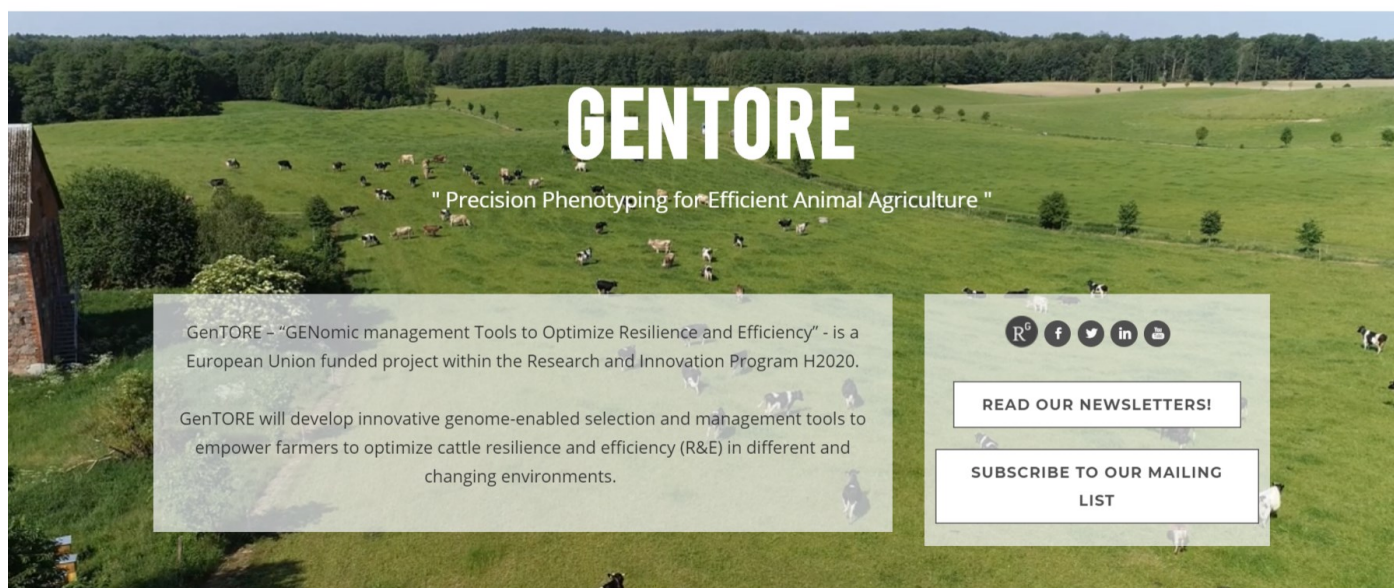 GENTORE
" Precision Phenotyping for Efficient Animal Agriculture "
GenTORE – “GENomic management Tools to Optimize Resilience and Efficiency” - is a
European Union funded project within the Research and Innovation Program H2020.
GenTORE will develop innovative genome-enabled selection and management tools to
empower farmers to optimize cattle resilience and efficiency (R&E) in different and
changing environments.
RG
You Tube
READ OUR NEWSLETTERS!
SUBSCRIBE TO OUR MAILING
LIST